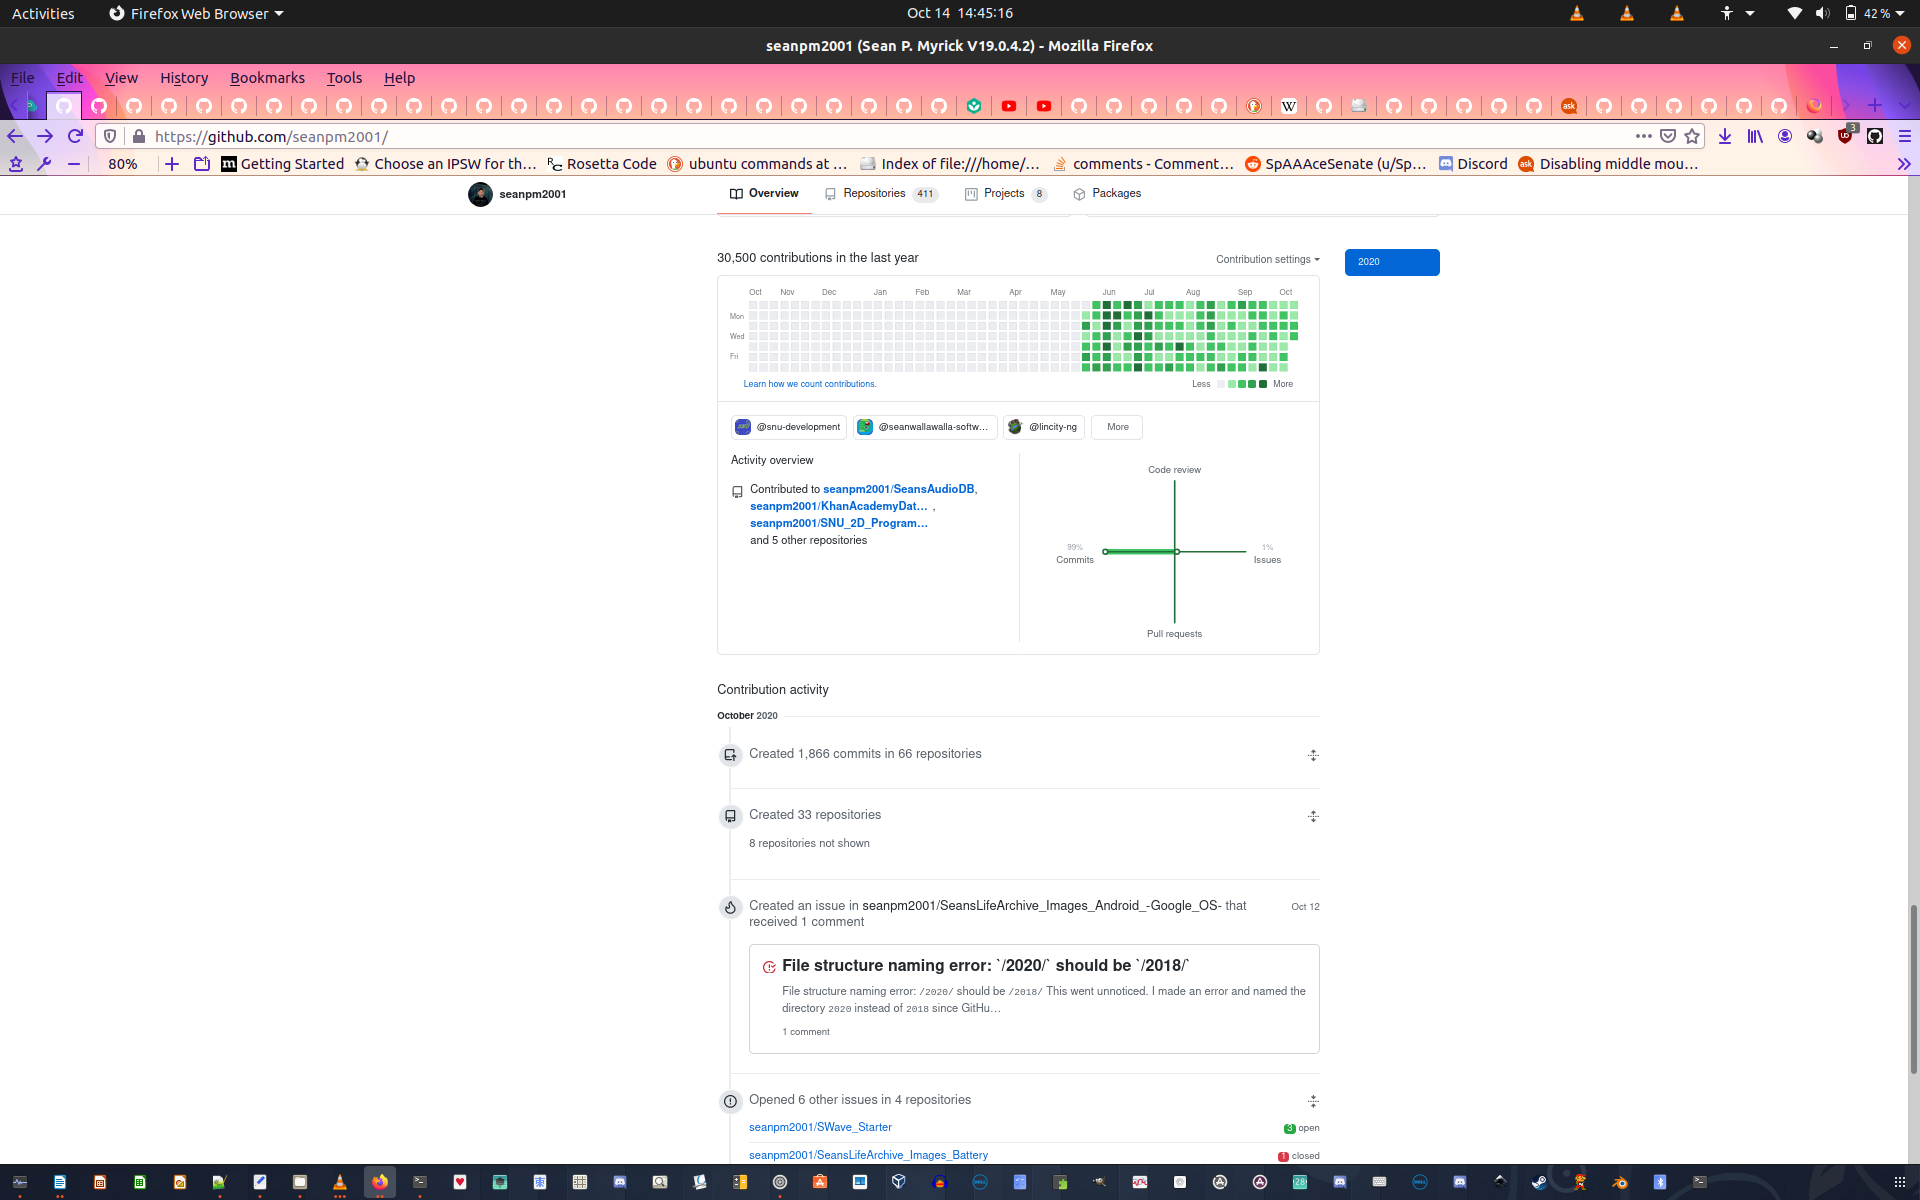 Activities
Firefox Web Browser
Oct 14 14:45:16
42 %
seanpm2001 (Sean P. Myrick V19.0.4.2) - Mozilla Firefox
File Edit View History Bookmarks Tools Help
https://github.com/seanpm2001/
3
80%
Getting Started
Choose an IPSW for th…
Rosetta Code
ubuntu commands at …
Index of file:///home/…
comments - Comment…
SpAAAceSenate (u/Sp…
Discord
Disabling middle mou…
seanpm2001
Overview
Repositories 411
Projects 8
Packages
30,500 contributions in the last year
Contribution settings
2020
Oct Nov Dec Jan Feb Mar Apr May Jun Jul Aug Sep Oct
Mon
Wed
Fri
Learn how we count contributions.
Less More
@snu-development
@seanwallawalla-softw…
@lincity-ng
More
Activity overview
Contributed to seanpm2001/SeansAudioDB,
seanpm2001/KhanAcademyDat… ,
seanpm2001/SNU_2D_Program…
and 5 other repositories
Code review
99%
Commits
1%
Issues
Pull requests
Contribution activity
October 2020
Created 1,866 commits in 66 repositories
Created 33 repositories
8 repositories not shown
Created an issue in seanpm2001/SeansLifeArchive_Images_Android_-Google_OS- that
received 1 comment
Oct 12
File structure naming error: `/2020/` should be `/2018/`
File structure naming error: /2020/ should be /2018/ This went unnoticed. I made an error and named the
directory 2020 instead of 2018 since GitHu…
1 comment
Opened 6 other issues in 4 repositories
seanpm2001/SWave_Starter
3 open
seanpm2001/SeansLifeArchive_Images_Battery
1 closed